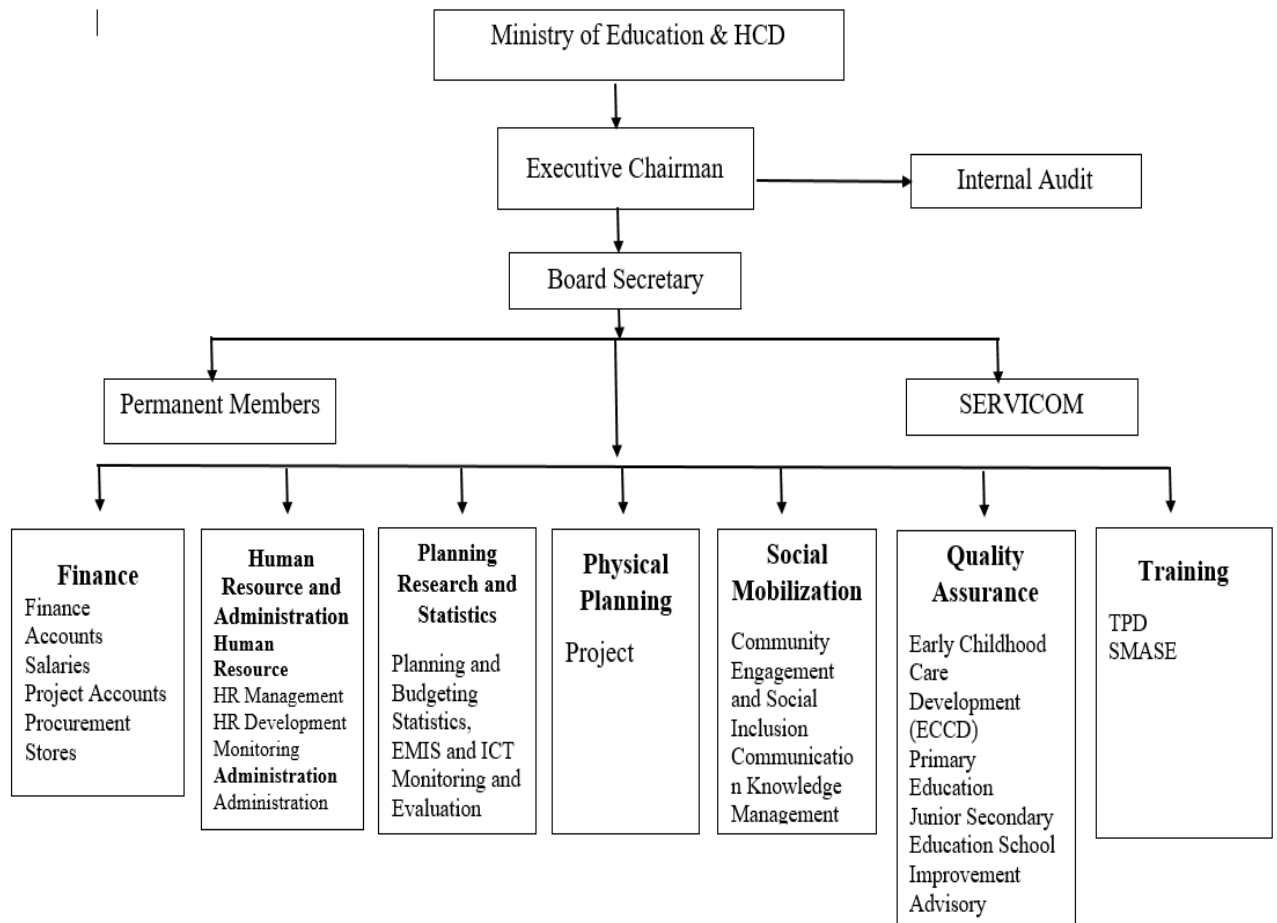 Ministry of Education & HCD
Executive Chairman
Internal Audit
Board Secretary
Permanent Members
SERVICOM
Finance
Finance
Accounts
Salaries
Project Accounts
Procurement
Stores
Human
Resource and
Administration
Human
Resource
HR Management
HR Development
Monitoring
Administration
Administration
Planning
Research and
Statistics
Planning and
Budgeting
Statistics,
EMIS and ICT
Monitoring and
Evaluation
Physical
Planning
Project
Social
Mobilization
Community
Engagement
and Social
Inclusion
Communicatio
n Knowledge
Management
Quality
Assurance
Early Childhood
Care
Development
(ECCD)
Primary
Education
Junior Secondary
Education School
Improvement
Advisory
Training
TPD
SMASE